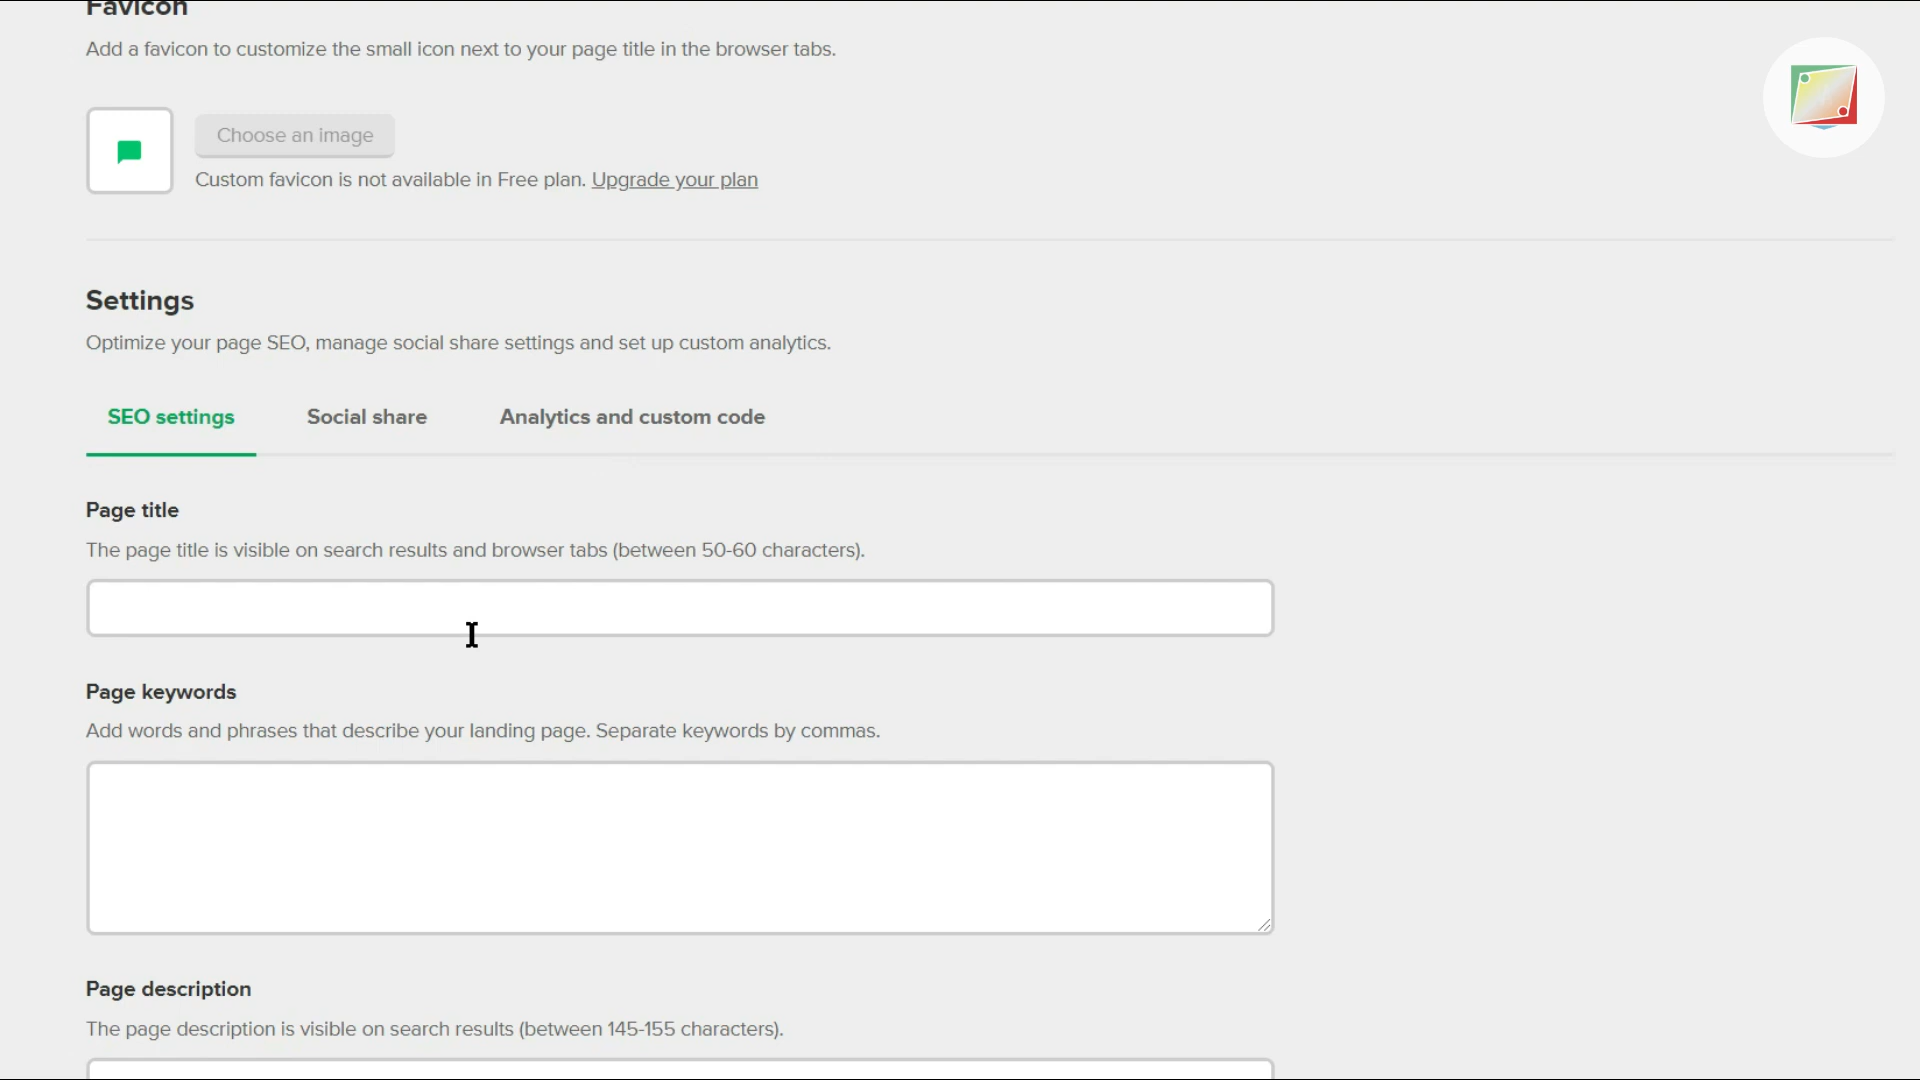 Favicon
Add a favicon to customize the small icon next to your page title in the browser tabs.
Choose an image
Custom favicon is not available in Free plan. Upgrade your plan
Settings
Optimize your page SEO, manage social share settings and set up custom analytics.
SEO settings Social share Analytics and custom code
Page title
The page title is visible on search results and browser tabs (between 50-60 characters).
Page keywords
Add words and phrases that describe your landing page. Separate keywords by commas.
Page description
The page description is visible on search results (between 145-155 characters).